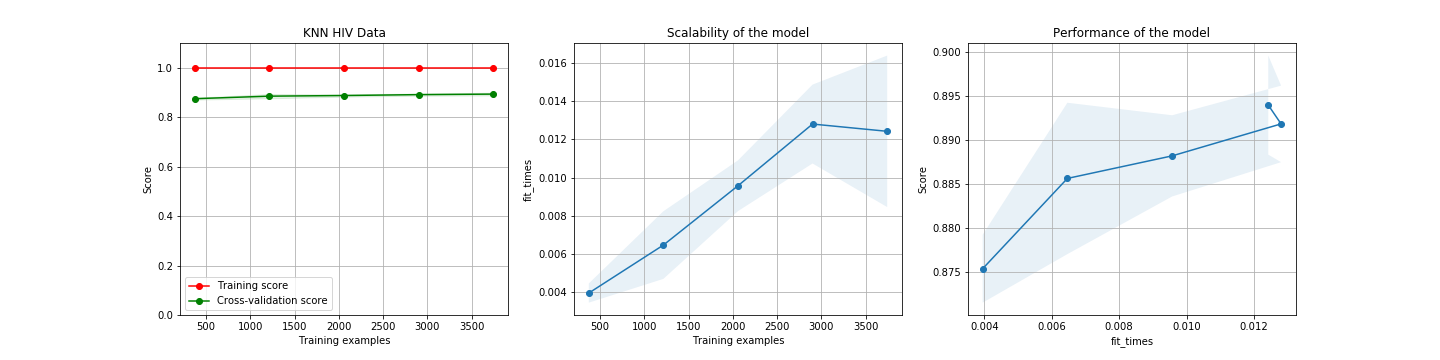 KNN HIV Data
Score
1.0
0.8
0.6
0.4
0.2
0.0
Training score
Cross-validation score
500 1000 1500 2000 2500 3000 3500
Training examples
Scalability of the model
fit_times
0.016
0.014
0.012
0.010
0.008
0.006
0.004
500 1000 1500 2000 2500 3000 3500
Training examples
Performance of the model
Score
0.900
0.895
0.890
0.885
0.880
0.875
0.004 0.006 0.008 0.010 0.012
fit_times